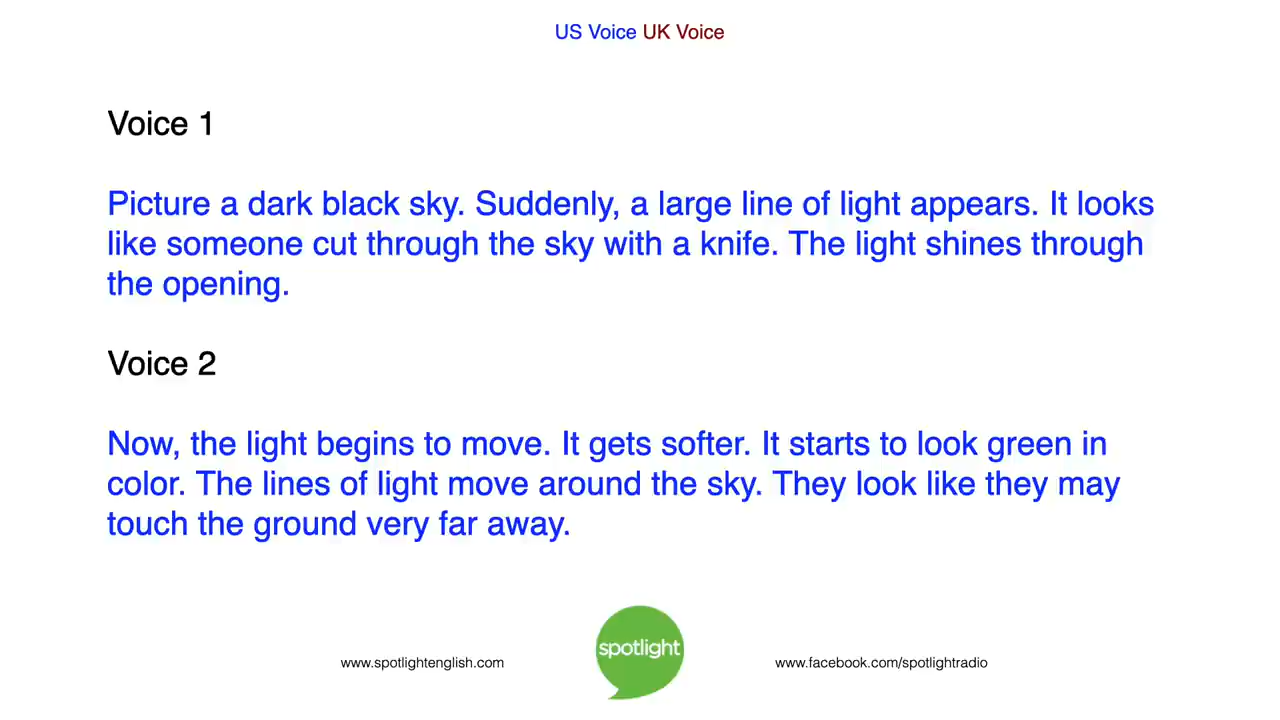 US Voice UK Voice
Voice 1
Picture a dark black sky. Suddenly, a large line of light appears. It looks
like someone cut through the sky with a knife. The light shines through
the opening.
Voice 2
Now, the light begins to move. It gets softer. It starts to look green in
color. The lines of light move around the sky. They look like they may
touch the ground very far away.
www.spotlightenglish.com
spotlight
www.facebook.com/spotlightradio